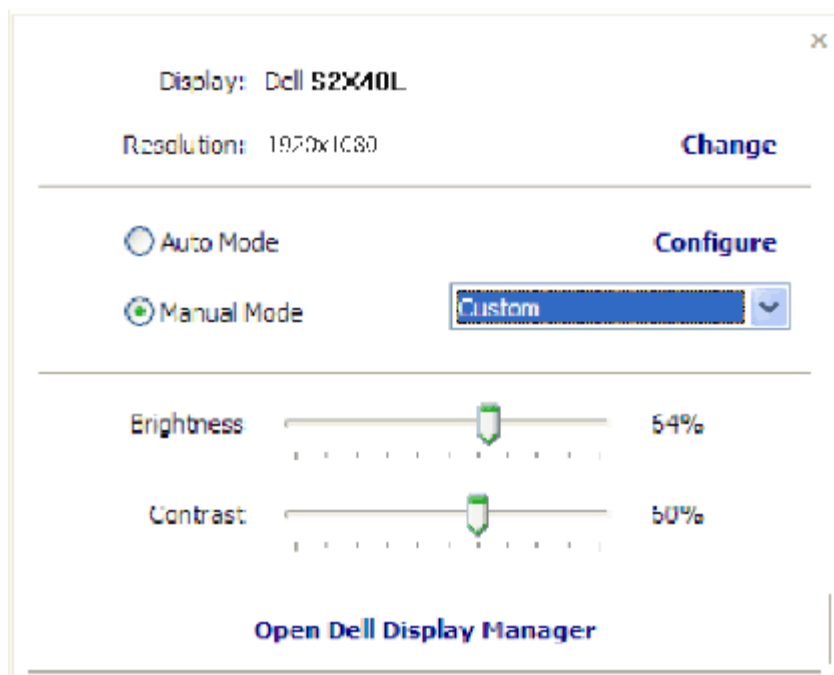 Display: Dell S2X40L
Resolution: 1920x1080 Change
Auto Mode Configure
Manual Mode Custom
Brightness 64%
Contrast 60%
Open Dell Display Manager